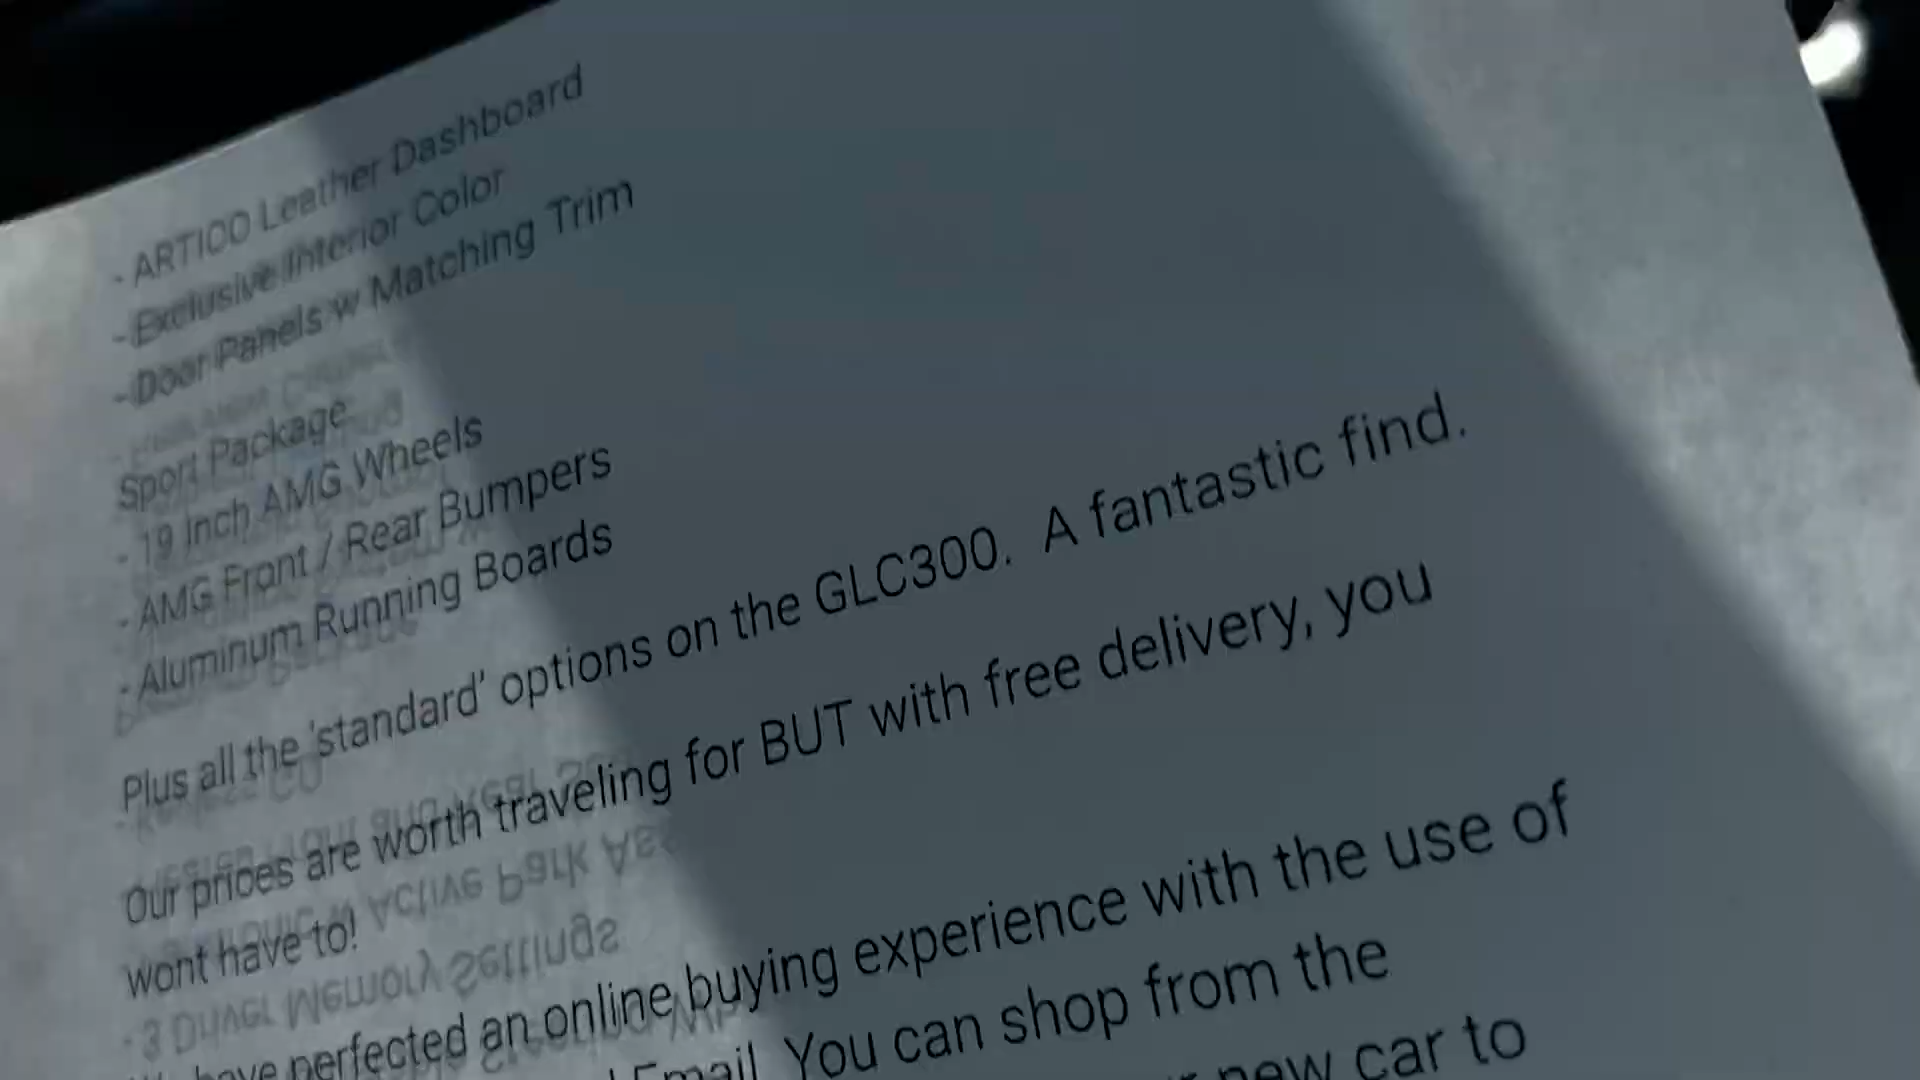 - ARTICO Leather Dashboard
- Exclusive Interior Color
- Door Panels w Matching Trim
Sport Package
- 19 Inch AMG Wheels
- AMG Front / Rear Bumpers
- Aluminum Running Boards
Plus all the 'standard' options on the GLC300. A fantastic find.
Our prices are worth traveling for BUT with free delivery, you
wont have to!
have perfected an online buying experience with the use of
Email. You can shop from the
new car to